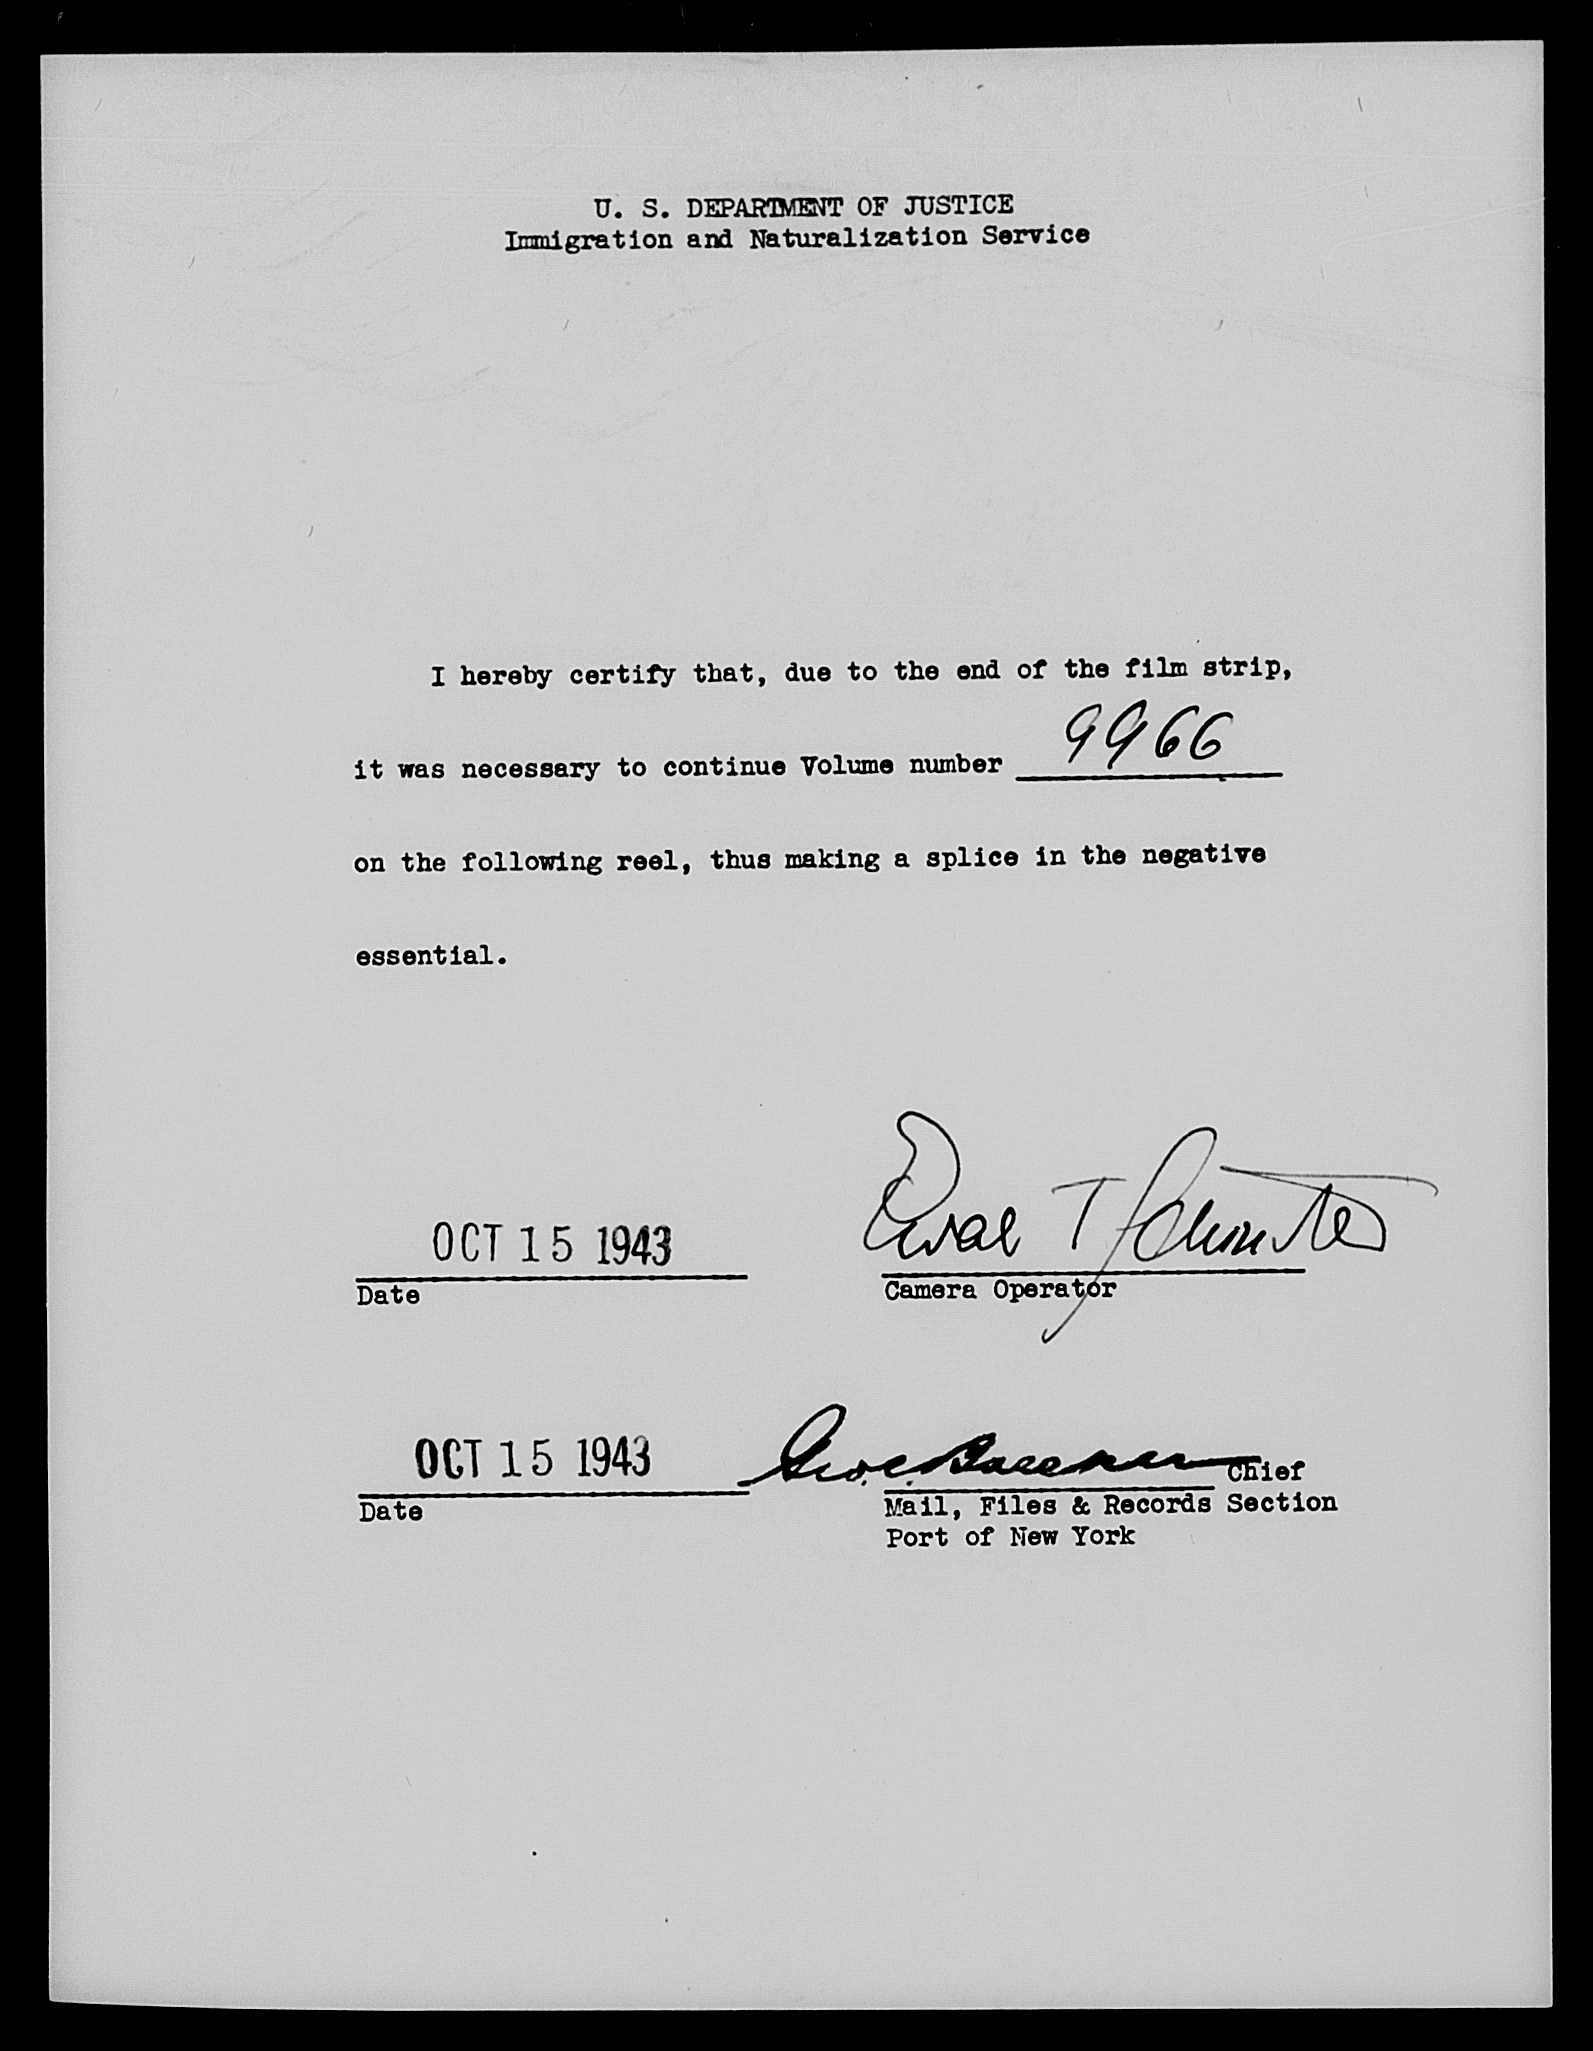 U. S. DEPARTMENT OF JUSTICE
Immigration and Naturalization Service
I hereby certify that, due to the end of the film strip,
it was necessary to continue Volume number 9966
on the following reel, thus making a splice in the negative
essential.
OCT 15 1943
Date
T
Camera Operator
OCT 15 1943
Date
Chief
Mail, Files & Records Section
Port of New York